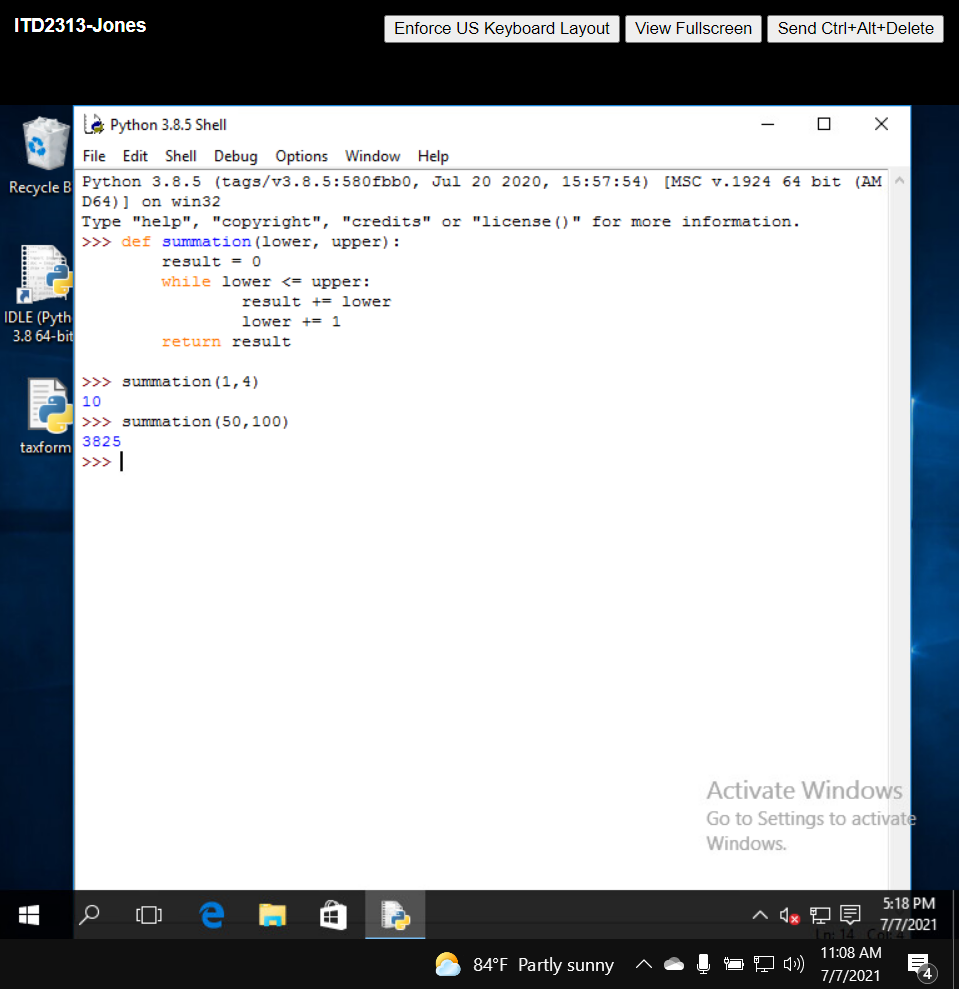 ITD2313-Jones
Enforce US Keyboard Layout
View Fullscreen
Send Ctrl+Alt+Delete
Recycle B
IDLE (Pyth
3.8 64-bit
taxform
Python 3.8.5 Shell
File Edit Shell Debug Options Window Help
Python 3.8.5 (tags/v3.8.5:580fbb0, Jul 20 2020, 15:57:54) [MSC v.1924 64 bit (AM
D64)] on win32
Type "help", "copyright", "credits" or "license()" for more information.
>>> def summation(lower, upper):
        result = 0
        while lower <= upper:
                result += lower
                lower += 1
        return result
>>> summation(1,4)
10
>>> summation(50,100)
3825
>>>
Activate Windows
Go to Settings to activate
Windows.
5:18 PM
7/7/2021
Ln: 14 Col: 4
84°F Partly sunny
11:08 AM
7/7/2021
4